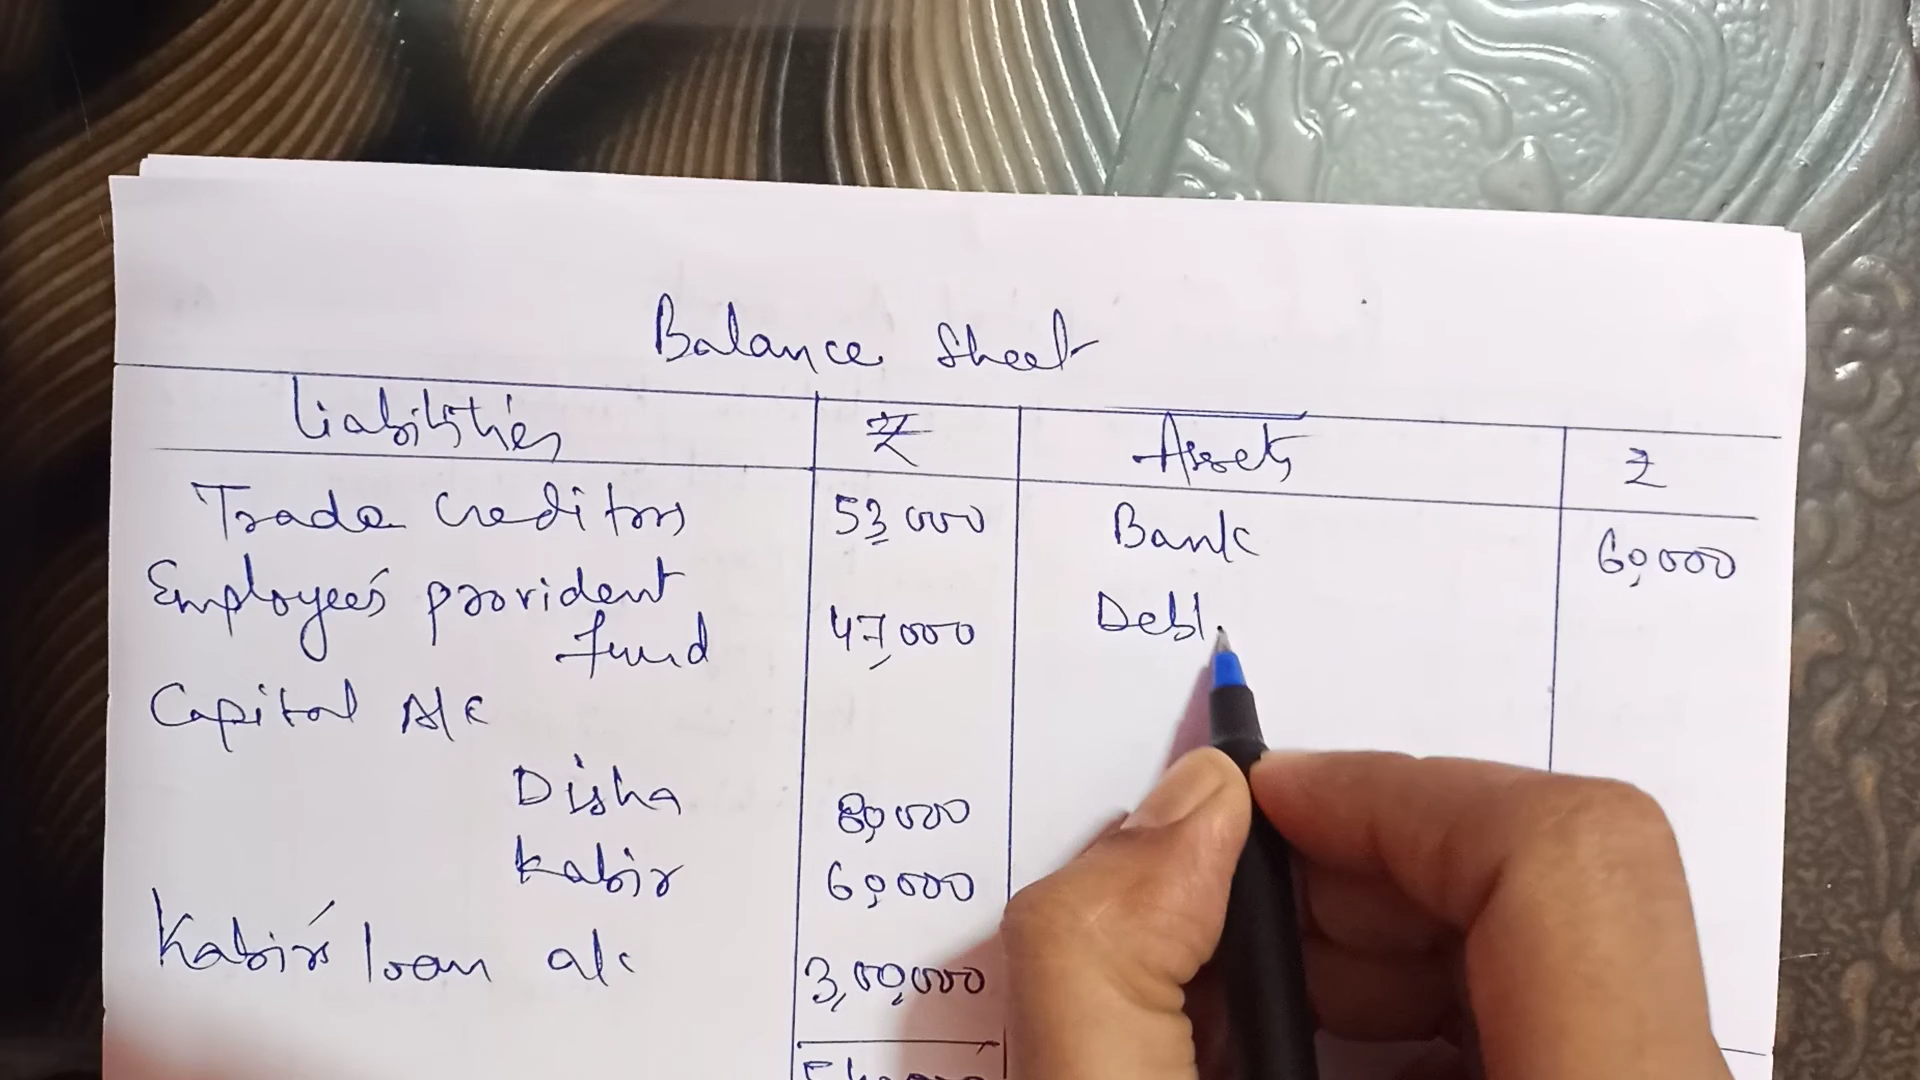 Balance Sheet
Liabilities ₹ Assets ₹
Trade Creditors 53,000 Bank 60,000
Employee's provident fund 47,000 Debt
Capital A/c
Disha 80,000
Kabir 60,000
Kabir's loan a/c 3,00,000